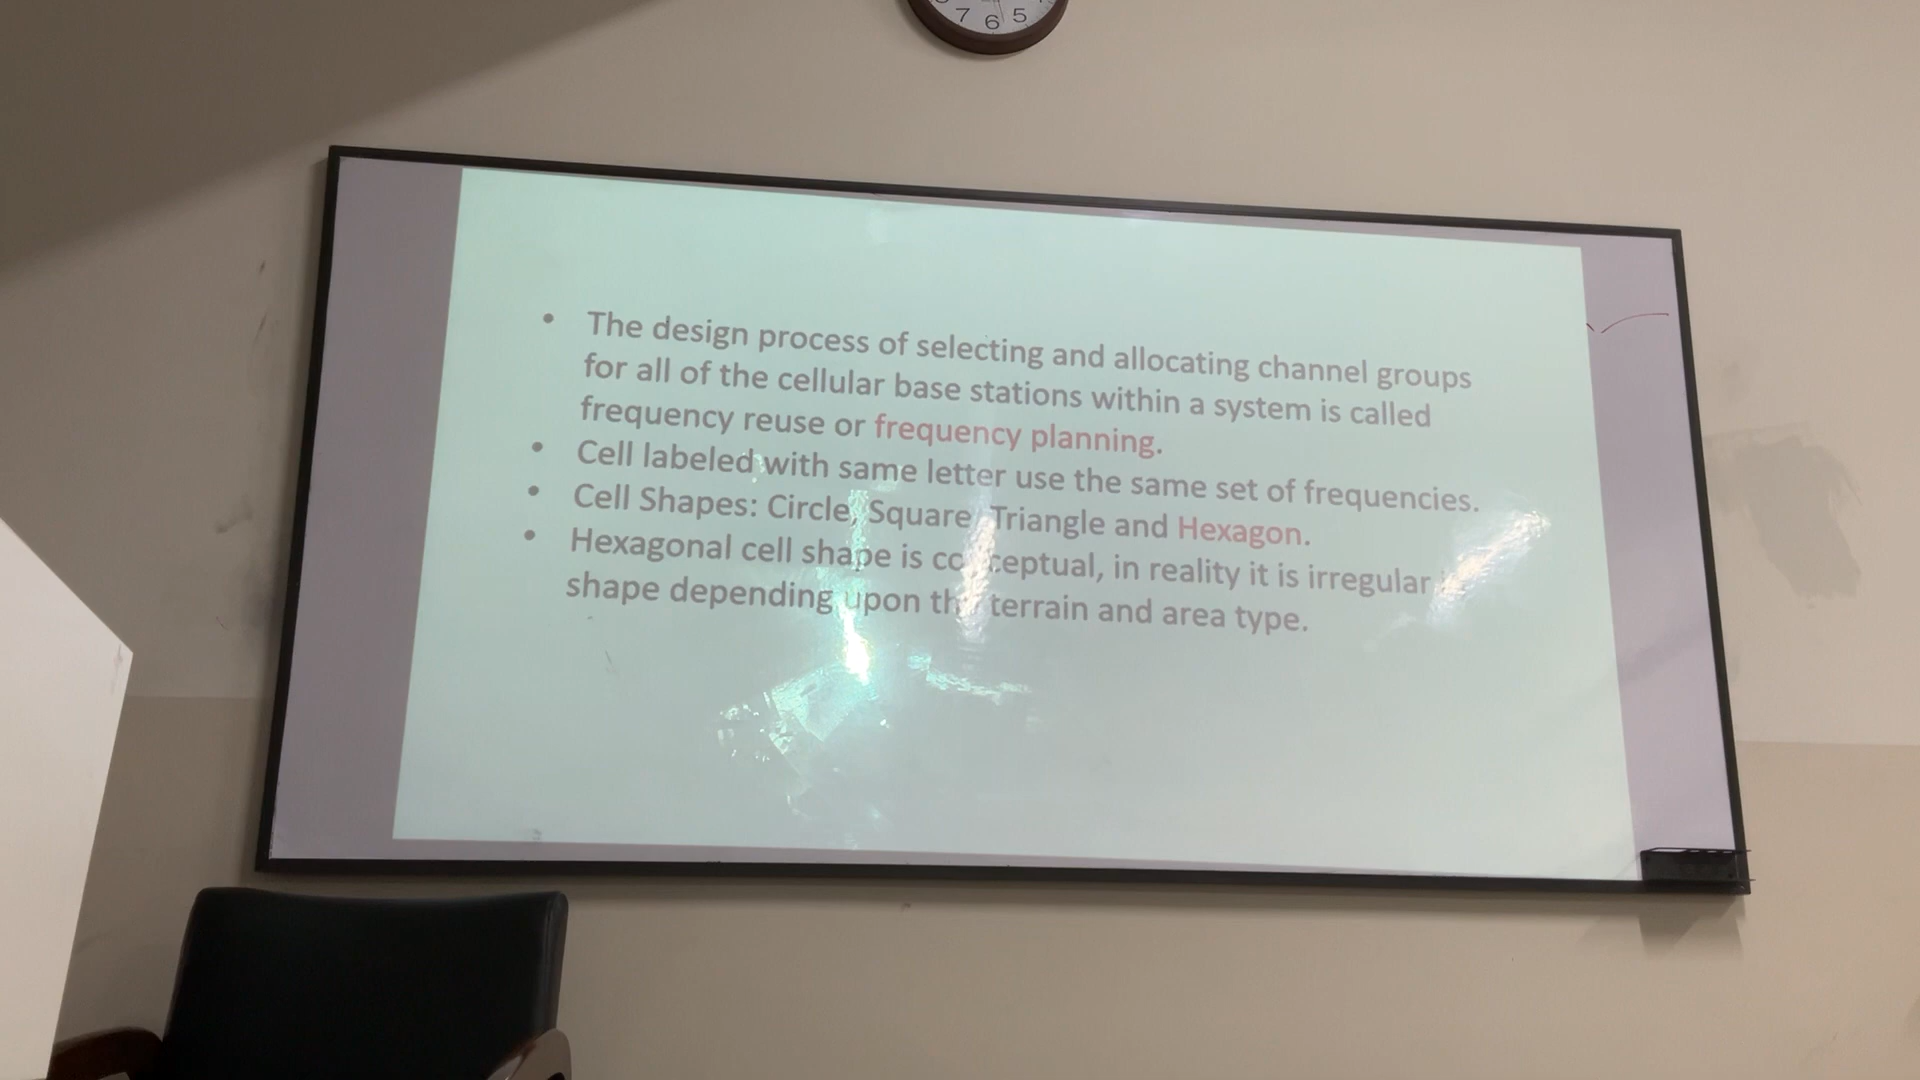 7 6 5
• The design process of selecting and allocating channel groups
for all of the cellular base stations within a system is called
frequency reuse or frequency planning.
• Cell labeled with same letter use the same set of frequencies.
• Cell Shapes: Circle, Square, Triangle and Hexagon.
• Hexagonal cell shape is conceptual, in reality it is irregular
shape depending upon the terrain and area type.